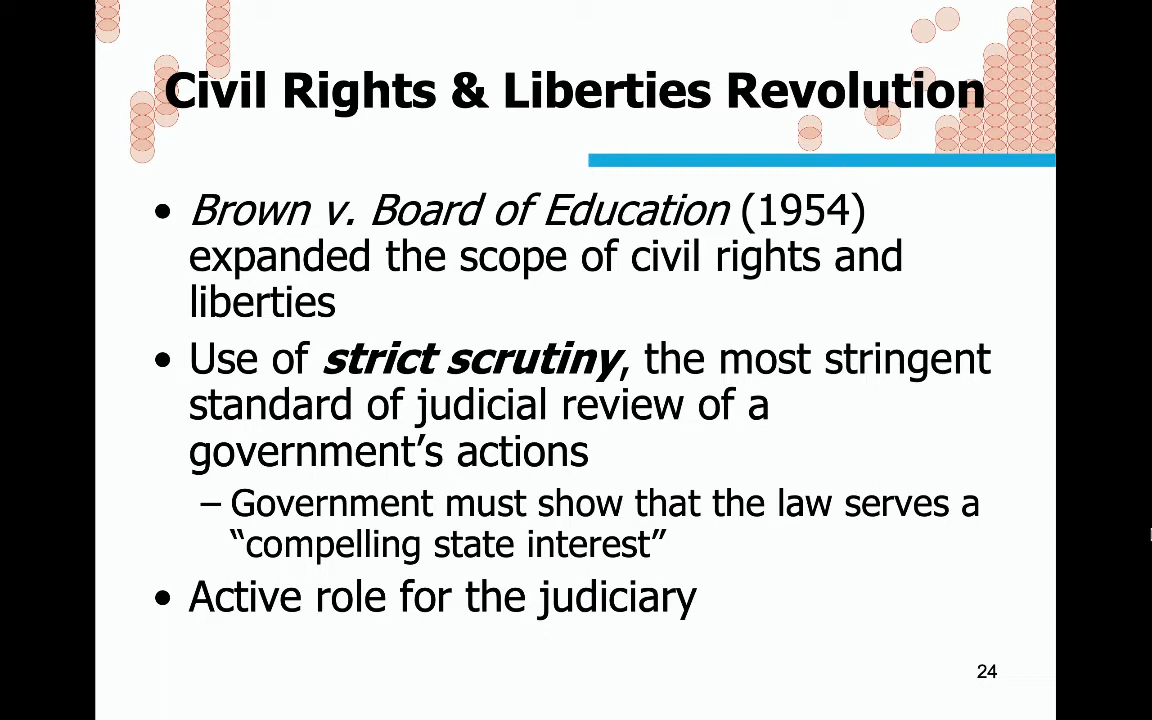 Civil Rights & Liberties Revolution
• Brown v. Board of Education (1954)
expanded the scope of civil rights and
liberties
• Use of strict scrutiny, the most stringent
standard of judicial review of a
government’s actions
– Government must show that the law serves a
“compelling state interest”
• Active role for the judiciary
24